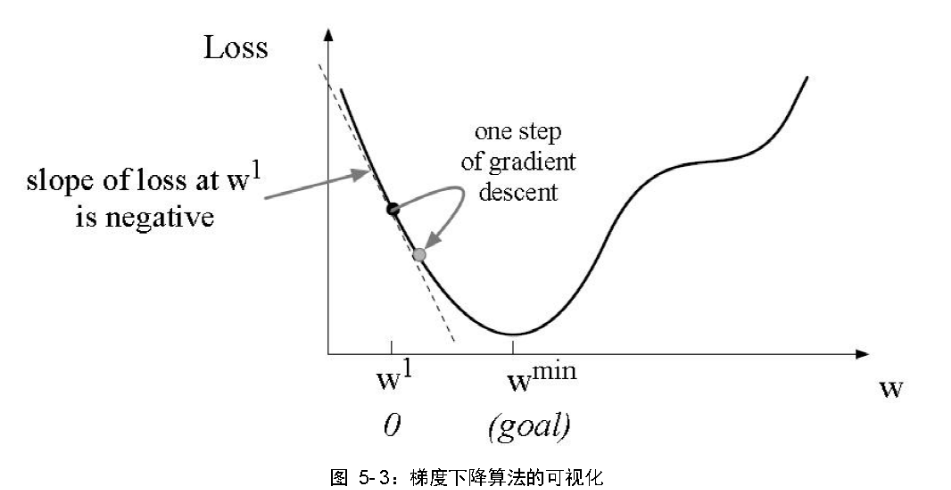 Loss
one step
of gradient
descent
slope of loss at w¹
is negative
w¹
wᵐⁱⁿ
w
0
(goal)
图 5-3：梯度下降算法的可视化